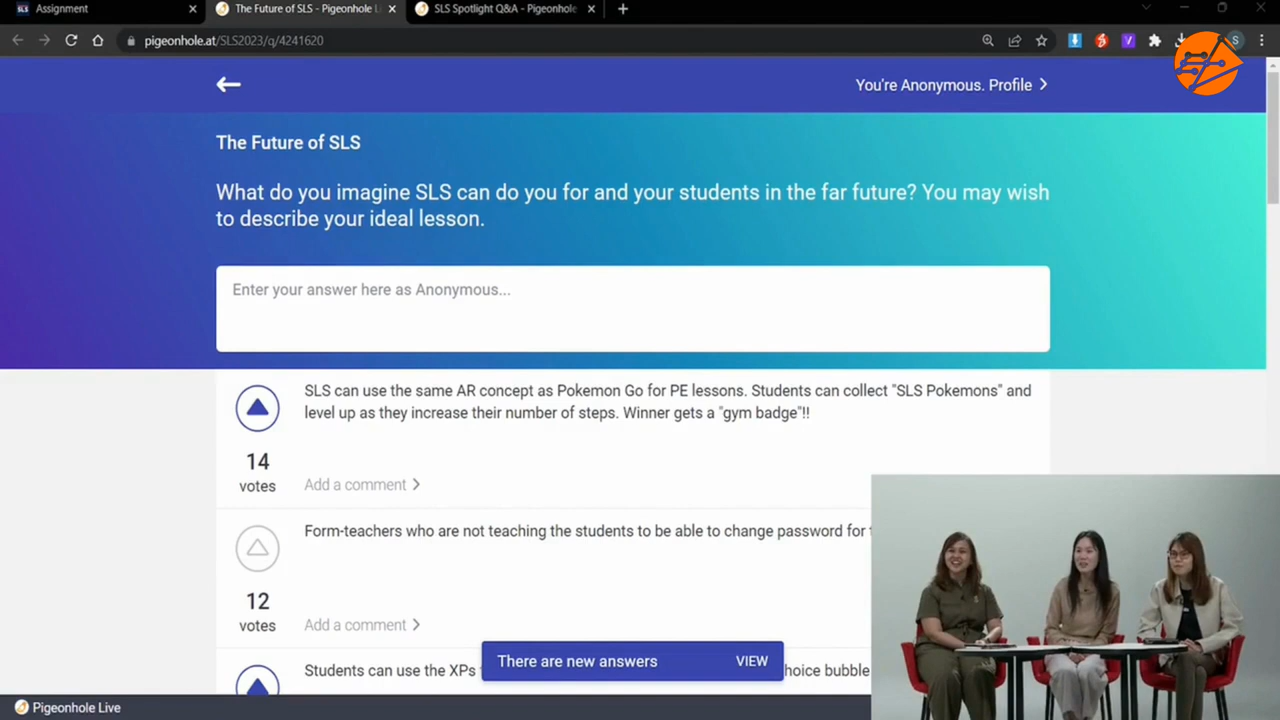 SLS Assignment
The Future of SLS - Pigeonhole Li
SLS Spotlight Q&A - Pigeonhole
pigeonhole.at/SLS2023/q/4241620
S
You're Anonymous. Profile
The Future of SLS
What do you imagine SLS can do you for and your students in the far future? You may wish
to describe your ideal lesson.
Enter your answer here as Anonymous...
SLS can use the same AR concept as Pokemon Go for PE lessons. Students can collect "SLS Pokemons" and
level up as they increase their number of steps. Winner gets a "gym badge"!!
14
votes
Add a comment
Form-teachers who are not teaching the students to be able to change password for
12
votes
Add a comment
There are new answers VIEW
Students can use the XPs hoice bubble
Pigeonhole Live